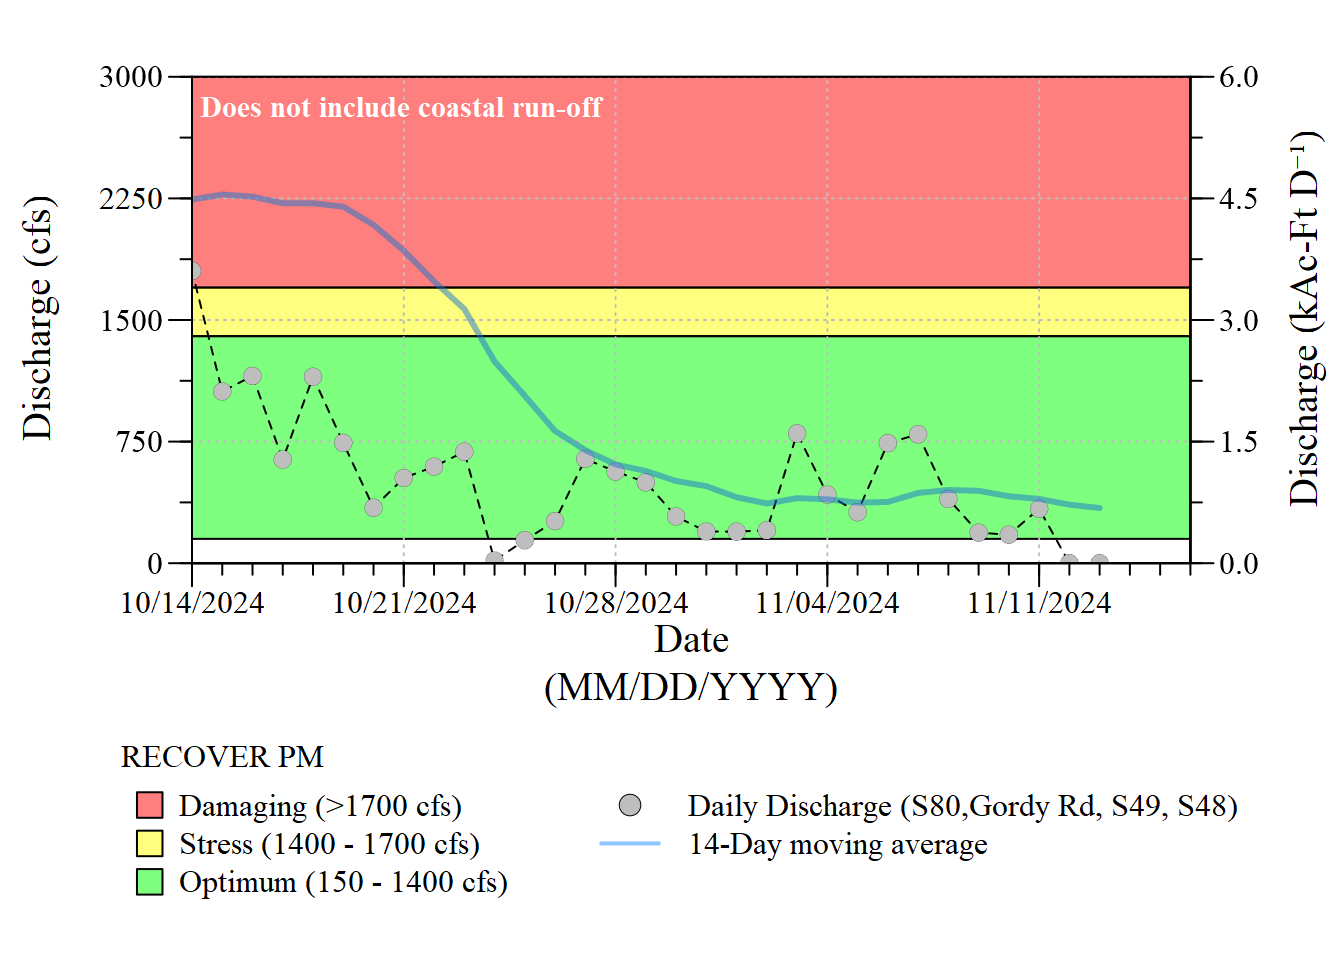 Does not include coastal run-off
3000
2250
1500
750
0
Discharge (cfs)
6.0
4.5
3.0
1.5
0.0
Discharge (kAc-Ft D⁻¹)
10/14/2024 10/21/2024 10/28/2024 11/04/2024 11/11/2024
Date
(MM/DD/YYYY)
RECOVER PM
Damaging (>1700 cfs)
Stress (1400 - 1700 cfs)
Optimum (150 - 1400 cfs)
Daily Discharge (S80,Gordy Rd, S49, S48)
14-Day moving average